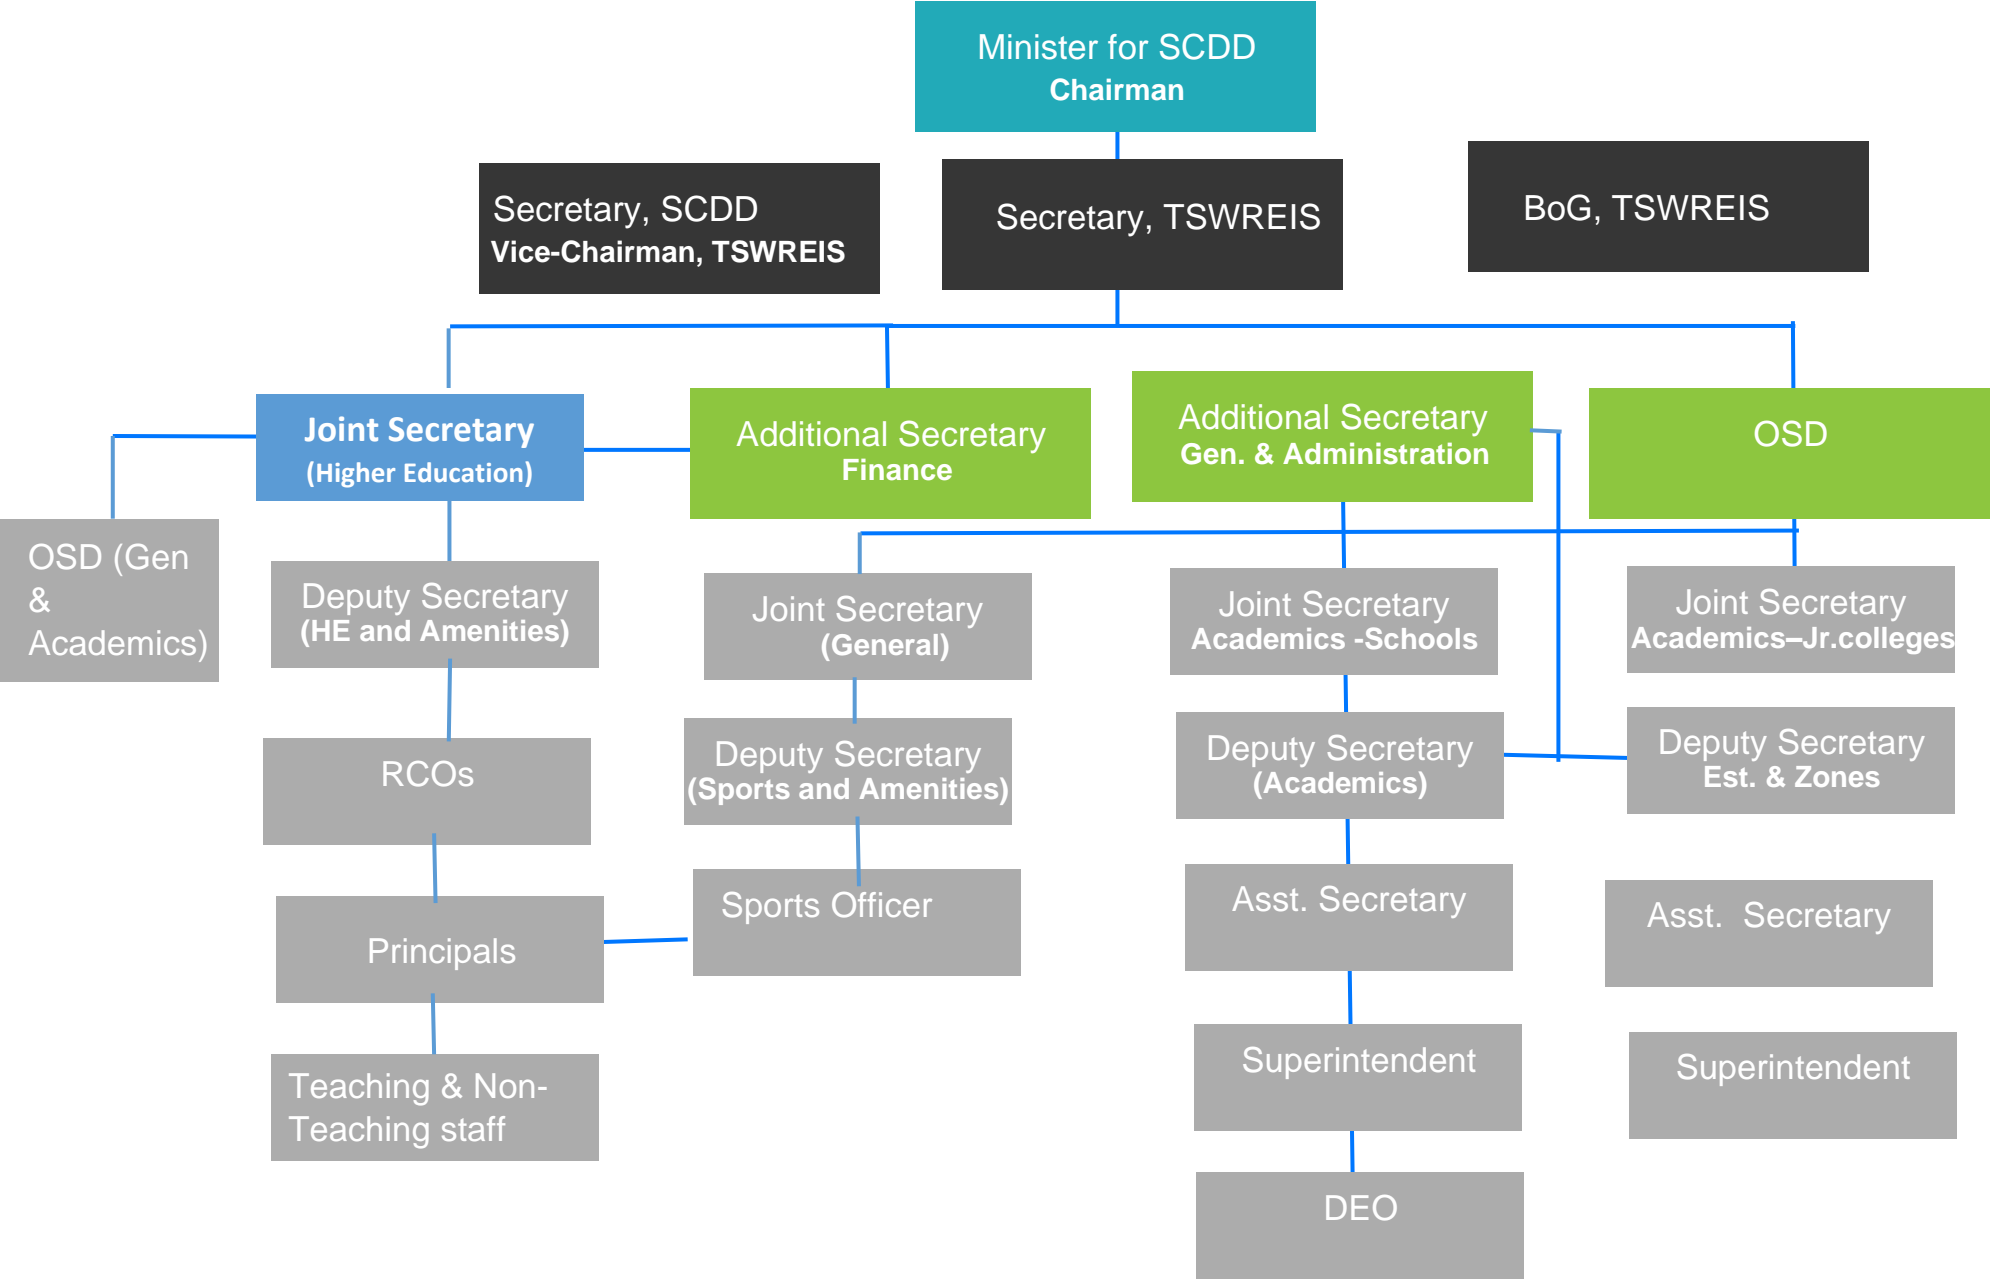 Minister for SCDD
Chairman
Secretary, SCDD
Vice-Chairman, TSWREIS
Secretary, TSWREIS
BoG, TSWREIS
Joint Secretary
(Higher Education)
Additional Secretary
Finance
Additional Secretary
Gen. & Administration
OSD
OSD (Gen
&
Academics)
Deputy Secretary
(HE and Amenities)
Joint Secretary
(General)
Joint Secretary
Academics -Schools
Joint Secretary
Academics–Jr.colleges
RCOs
Deputy Secretary
(Sports and Amenities)
Deputy Secretary
(Academics)
Deputy Secretary
Est. & Zones
Principals
Sports Officer
Asst. Secretary
Asst.  Secretary
Teaching & Non-
Teaching staff
Superintendent
Superintendent
DEO